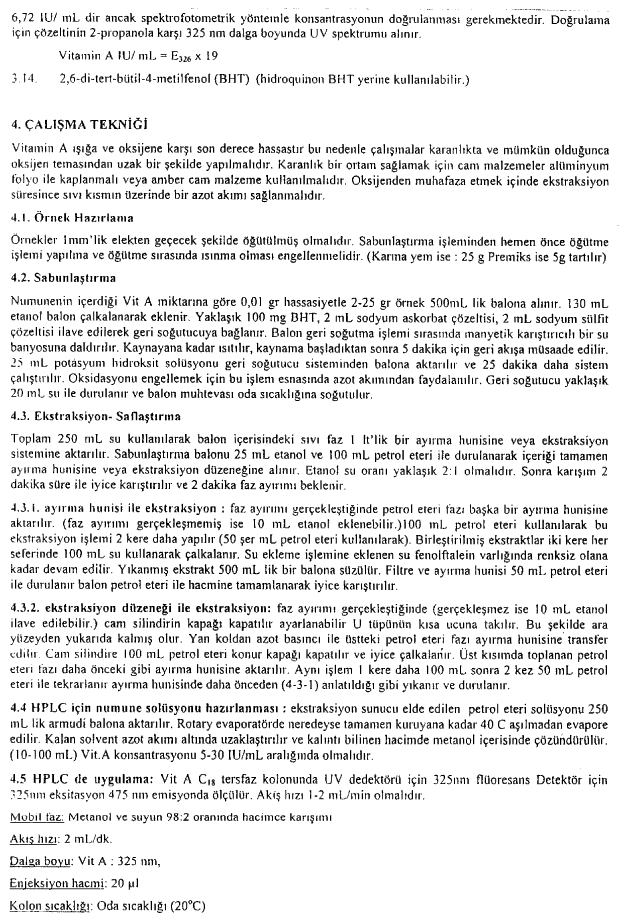 6,72 IU/ mL dir ancak spektrofotometrik yöntemle konsantrasyonun doğrulanması gerekmektedir. Doğrulama
için çözeltinin 2-propanola karşı 325 nm dalga boyunda UV spektrumu alınır.
Vitamin A IU/ mL = E326 x 19
3.14. 2,6-di-tert-bütil-4-metilfenol (BHT) (hidroquinon BHT yerine kullanılabilir.)
4. ÇALIŞMA TEKNİĞİ
Vitamin A ışığa ve oksijene karşı son derece hassastır bu nedenle çalışmalar karanlıkta ve mümkün olduğunca
oksijen temasından uzak bir şekilde yapılmalıdır. Karanlık bir ortam sağlamak için cam malzemeler alüminyum
folyo ile kaplanmalı veya amber cam malzeme kullanılmalıdır. Oksijenden muhafaza etmek içinde ekstraksiyon
süresince sıvı kısmın üzerinde bir azot akımı sağlanmalıdır.
4.1. Örnek Hazırlama
Örnekler 1mm'lik elekten geçecek şekilde öğütülmüş olmalıdır. Sabunlaştırma işleminden hemen önce öğütme
işlemi yapılma ve öğütme sırasında ısınma olması engellenmelidir. (Karma yem ise : 25 g Premiks ise 5g tartılır)
4.2. Sabunlaştırma
Numunenin içerdiği Vit A miktarına göre 0,01 gr hassasiyetle 2-25 gr örnek 500mL lik balona alınır. 130 mL
etanol balon çalkalanarak eklenir. Yaklaşık 100 mg BHT, 2 mL sodyum askorbat çözeltisi, 2 mL sodyum sülfit
çözeltisi ilave edilerek geri soğutucuya bağlanır. Balon geri soğutma işlemi sırasında manyetik karıştırıcılı bir su
banyosuna daldırılır. Kaynayana kadar ısıtılır, kaynama başladıktan sonra 5 dakika için geri akışa müsaade edilir.
25 mL potasyum hidroksit solüsyonu geri soğutucu sisteminden balona aktarılır ve 25 dakika daha sistem
çalıştırılır. Oksidasyonu engellemek için bu işlem esnasında azot akımından faydalanılır. Geri soğutucu yaklaşık
20 mL su ile durulanır ve balon muhtevası oda sıcaklığına soğutulur.
4.3. Ekstraksiyon- Saflaştırma
Toplam 250 mL su kullanılarak balon içerisindeki sıvı faz 1 lt'lik bir ayırma hunisine veya ekstraksiyon
sistemine aktarılır. Sabunlaştırma balonu 25 mL etanol ve 100 mL petrol eteri ile durulanarak içeriği tamamen
ayırma hunisine veya ekstraksiyon düzeneğine alınır. Etanol su oranı yaklaşık 2:1 olmalıdır. Sonra karışım 2
dakika süre ile iyice karıştırılır ve 2 dakika faz ayırımı beklenir.
4.3.1. ayırma hunisi ile ekstraksiyon : faz ayırımı gerçekleştiğinde petrol eteri fazı başka bir ayırma hunisine
aktarılır. (faz ayırımı gerçekleşmemiş ise 10 mL etanol eklenebilir.)100 mL petrol eteri kullanılarak bu
ekstraksiyon işlemi 2 kere daha yapılır (50 şer mL petrol eteri kullanılarak). Birleştirilmiş ekstraktlar iki kere her
seferinde 100 mL su kullanarak çalkalanır. Su ekleme işlemine eklenen su fenolftalein varlığında renksiz olana
kadar devam edilir. Yıkanmış ekstrakt 500 mL lik bir balona süzülür. Filtre ve ayırma hunisi 50 mL petrol eteri
ile durulanır balon petrol eteri ile hacmine tamamlanarak iyice karıştırılır.
4.3.2. ekstraksiyon düzeneği ile ekstraksiyon: faz ayırımı gerçekleştiğinde (gerçekleşmez ise 10 mL etanol
ilave edilebilir.) cam silindirin kapağı kapatılır ayarlanabilir U tüpünün kısa ucuna takılır. Bu şekilde ara
yüzeyden yukarıda kalmış olur. Yan koldan azot basıncı ile üstteki petrol eteri fazı ayırma hunisine transfer
edilir. Cam silindire 100 mL petrol eteri konur kapağı kapatılır ve iyice çalkalanır. Üst kısımda toplanan petrol
eteri fazı daha önceki gibi ayırma hunisine aktarılır. Aynı işlem 1 kere daha 100 mL sonra 2 kez 50 mL petrol
eteri ile tekrarlanır ayırma hunisinde daha önceden (4-3-1) anlatıldığı gibi yıkanır ve durulanır.
4.4 HPLC için numune solüsyonu hazırlanması : ekstraksiyon sunucu elde edilen petrol eteri solüsyonu 250
mL lik armudi balona aktarılır. Rotary evaporatörde neredeyse tamamen kuruyana kadar 40 C aşılmadan evapore
edilir. Kalan solvent azot akımı altında uzaklaştırılır ve kalıntı bilinen hacimde metanol içerisinde çözündürülür.
(10-100 mL) Vit.A konsantrasyonu 5-30 IU/mL aralığında olmalıdır.
4.5 HPLC de uygulama: Vit A C18 tersfaz kolonunda UV dedektörü için 325nm flüoresans Detektör için
325nm eksitasyon 475 nm emisyonda ölçülür. Akış hızı 1-2 mL/min olmalıdır.
Mobil faz: Metanol ve suyun 98:2 oranında hacimce karışımı
Akış hızı: 2 mL/dk.
Dalga boyu: Vit A : 325 nm,
Enjeksiyon hacmi: 20 µl
Kolon sıcaklığı: Oda sıcaklığı (20°C)